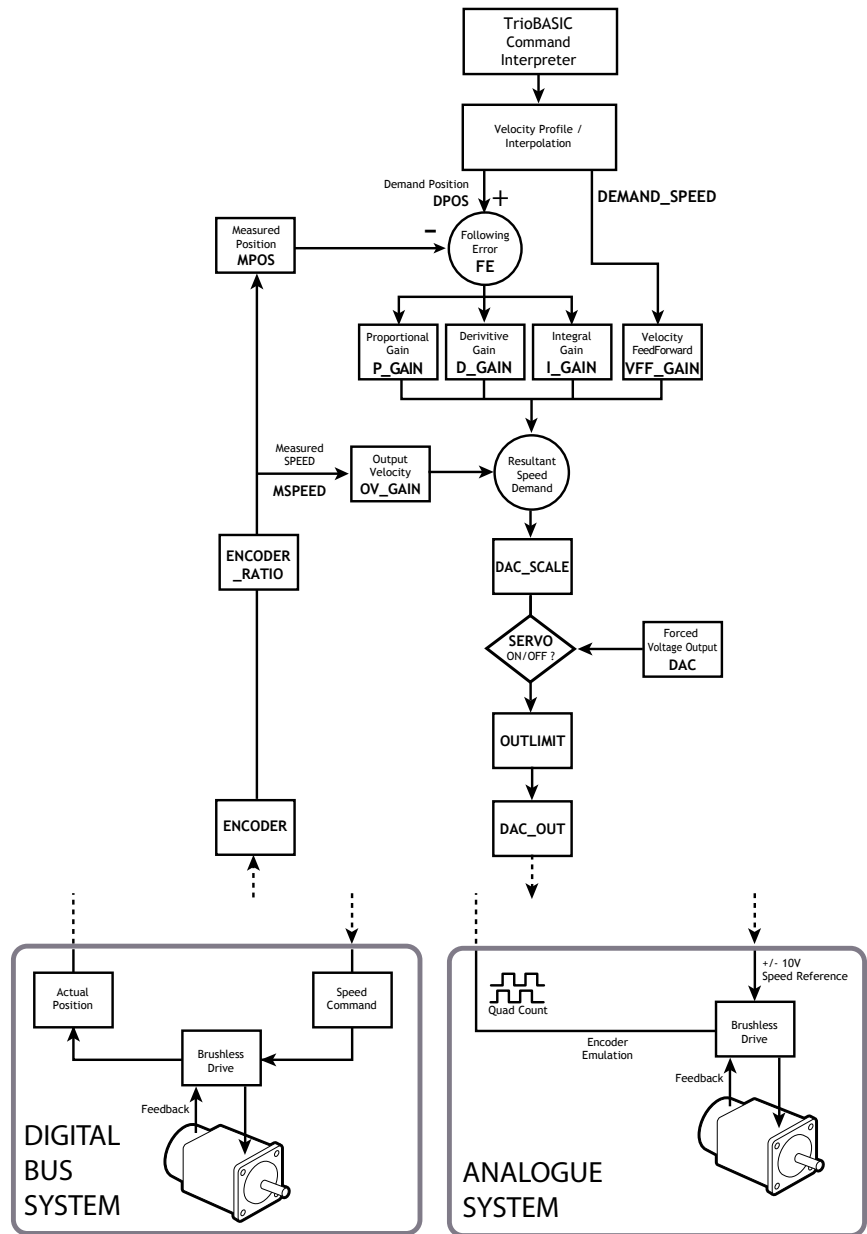 TrioBASIC
Command
Interpreter
Velocity Profile /
Interpolation
Demand Position
DPOS
+
DEMAND_SPEED
Measured
Position
MPOS
-
Following
Error
FE
Proportional
Gain
P_GAIN
Derivitive
Gain
D_GAIN
Integral
Gain
I_GAIN
Velocity
FeedForward
VFF_GAIN
Measured
SPEED
MSPEED
Output
Velocity
OV_GAIN
Resultant
Speed
Demand
ENCODER
_RATIO
DAC_SCALE
SERVO
ON/OFF ?
Forced
Voltage Output
DAC
OUTLIMIT
ENCODER
DAC_OUT
Actual
Position
Speed
Command
Brushless
Drive
Feedback
DIGITAL
BUS
SYSTEM
+/- 10V
Speed Reference
Quad Count
Encoder
Emulation
Brushless
Drive
Feedback
ANALOGUE
SYSTEM